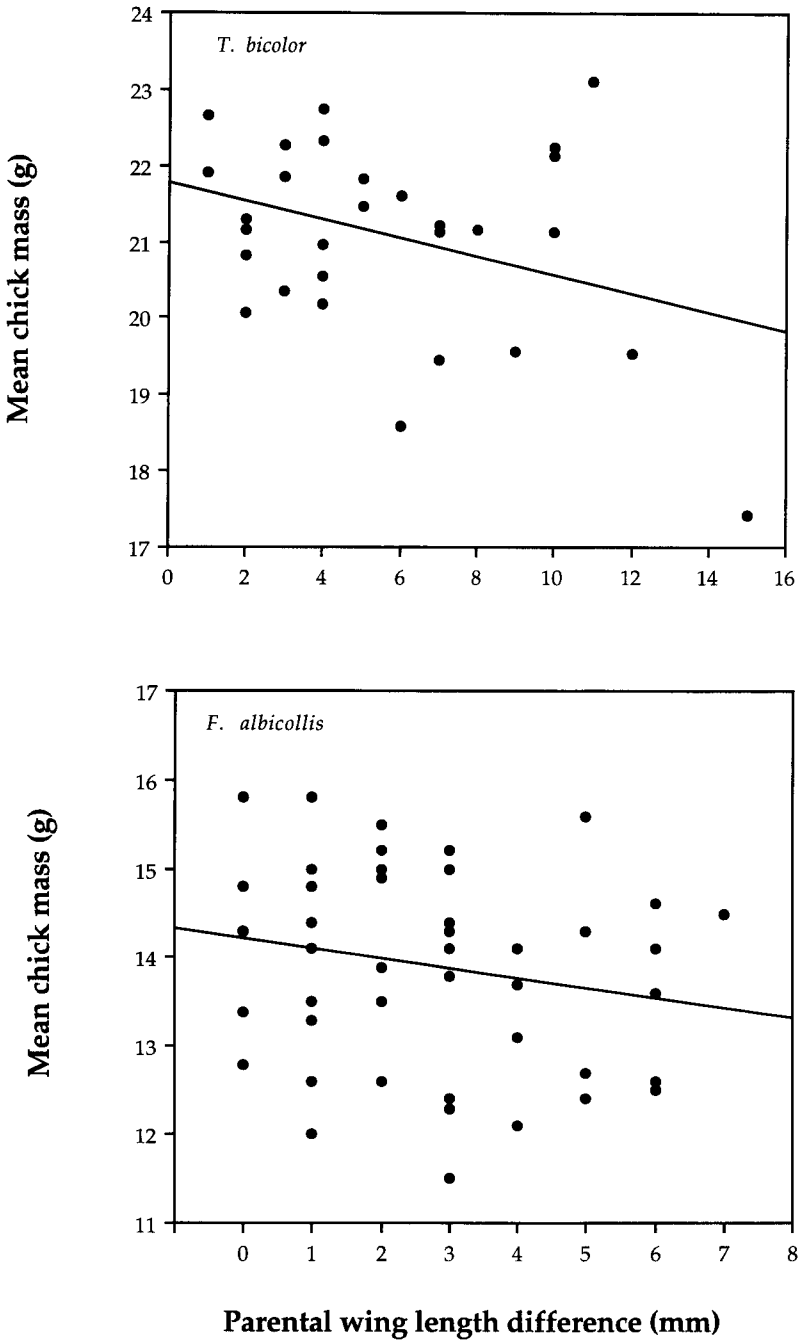 24
T. bicolor
23
22
21
20
19
18
17
0 2 4 6 8 10 12 14 16
Mean chick mass (g)
17
F. albicollis
16
15
14
13
12
11
0 1 2 3 4 5 6 7 8
Mean chick mass (g)
Parental wing length difference (mm)